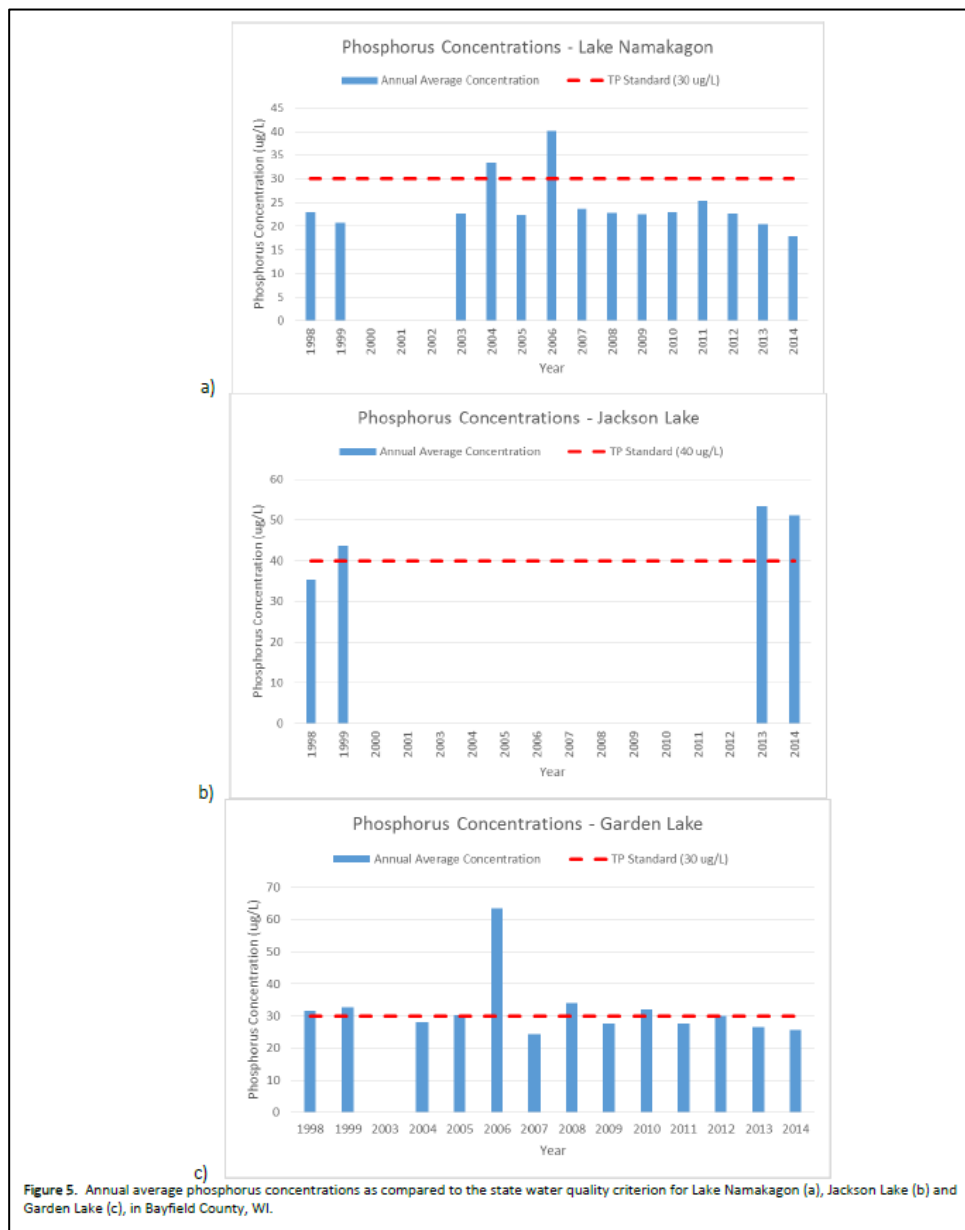 Phosphorus Concentrations - Lake Namakagon
Annual Average Concentration TP Standard (30 ug/L)
Phosphorus Concentration (ug/L)
45
40
35
30
25
20
15
10
5
0
1998 1999 2000 2001 2002 2003 2004 2005 2006 2007 2008 2009 2010 2011 2012 2013 2014
Year
a)
Phosphorus Concentrations - Jackson Lake
Annual Average Concentration TP Standard (40 ug/L)
Phosphorus Concentration (ug/L)
60
50
40
30
20
10
0
1998 1999 2000 2001 2003 2004 2005 2006 2007 2008 2009 2010 2011 2012 2013 2014
Year
b)
Phosphorus Concentrations - Garden Lake
Annual Average Concentration TP Standard (30 ug/L)
Phosphorus Concentration (ug/L)
70
60
50
40
30
20
10
0
1998 1999 2003 2004 2005 2006 2007 2008 2009 2010 2011 2012 2013 2014
Year
c)
Figure 5. Annual average phosphorus concentrations as compared to the state water quality criterion for Lake Namakagon (a), Jackson Lake (b) and
Garden Lake (c), in Bayfield County, WI.